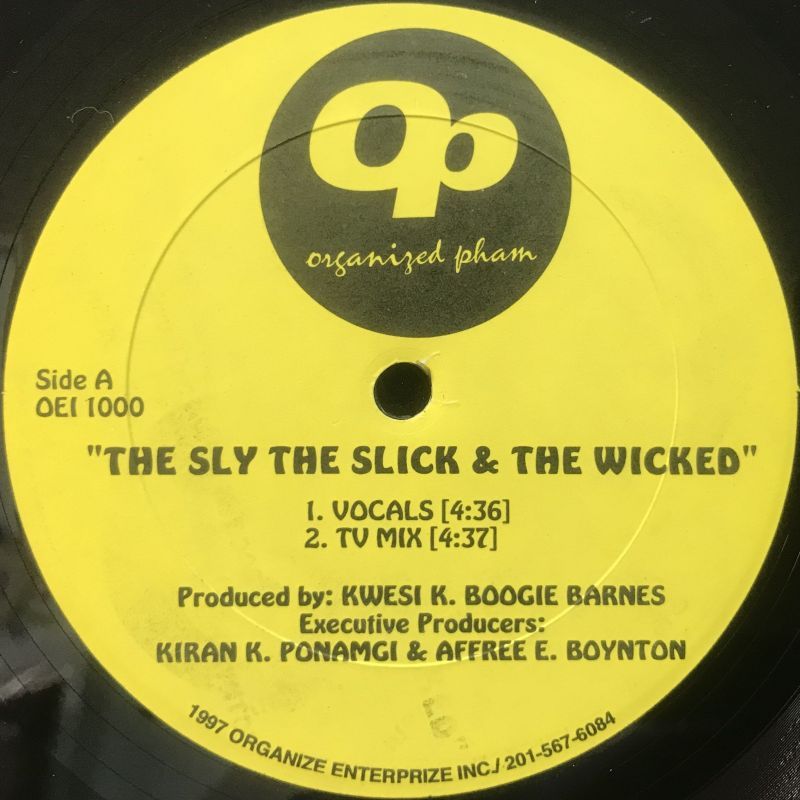 Op
organized pham
Side A
OEI 1000
"THE SLY THE SLICK & THE WICKED"
1. VOCALS [4:36]
2. TV MIX [4:37]
Produced by: KWESI K. BOOGIE BARNES
Executive Producers:
KIRAN K. PONAMGI & AFFREE E. BOYNTON
1997 ORGANIZE ENTERPRIZE INC./ 201-567-6084